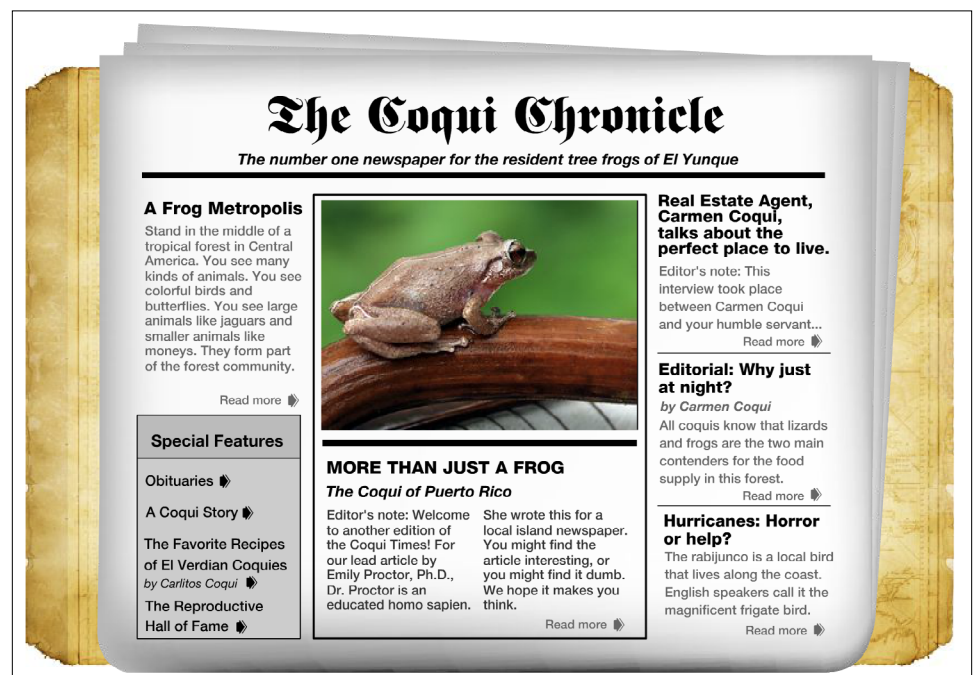 The Coqui Chronicle
The number one newspaper for the resident tree frogs of El Yunque
A Frog Metropolis
Stand in the middle of a
tropical forest in Central
America. You see many
kinds of animals. You see
colorful birds and
butterflies. You see large
animals like jaguars and
smaller animals like
moneys. They form part
of the forest community.
Read more
Special Features
Obituaries
A Coqui Story
The Favorite Recipes
of El Verdian Coquies
by Carlitos Coqui
The Reproductive
Hall of Fame
MORE THAN JUST A FROG
The Coqui of Puerto Rico
Editor's note: Welcome
to another edition of
the Coqui Times! For
our lead article by
Emily Proctor, Ph.D.,
Dr. Proctor is an
educated homo sapien.
She wrote this for a
local island newspaper.
You might find the
article interesting, or
you might find it dumb.
We hope it makes you
think.
Read more
Real Estate Agent,
Carmen Coqui,
talks about the
perfect place to live.
Editor's note: This
interview took place
between Carmen Coqui
and your humble servant...
Read more
Editorial: Why just
at night?
by Carmen Coqui
All coquis know that lizards
and frogs are the two main
contenders for the food
supply in this forest.
Read more
Hurricanes: Horror
or help?
The rabijunco is a local bird
that lives along the coast.
English speakers call it the
magnificent frigate bird.
Read more